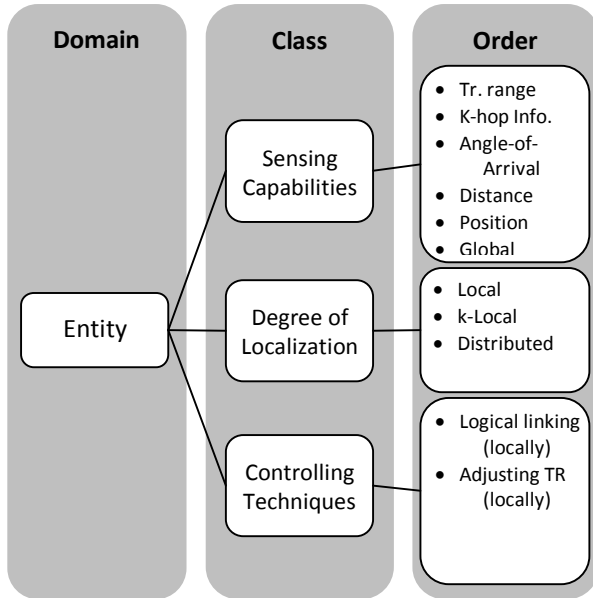 Domain
Class
Order
Entity
Sensing
Capabilities
• Tr. range
• K-hop Info.
• Angle-of-
Arrival
• Distance
• Position
• Global
Degree of
Localization
• Local
• k-Local
• Distributed
Controlling
Techniques
• Logical linking
(locally)
• Adjusting TR
(locally)